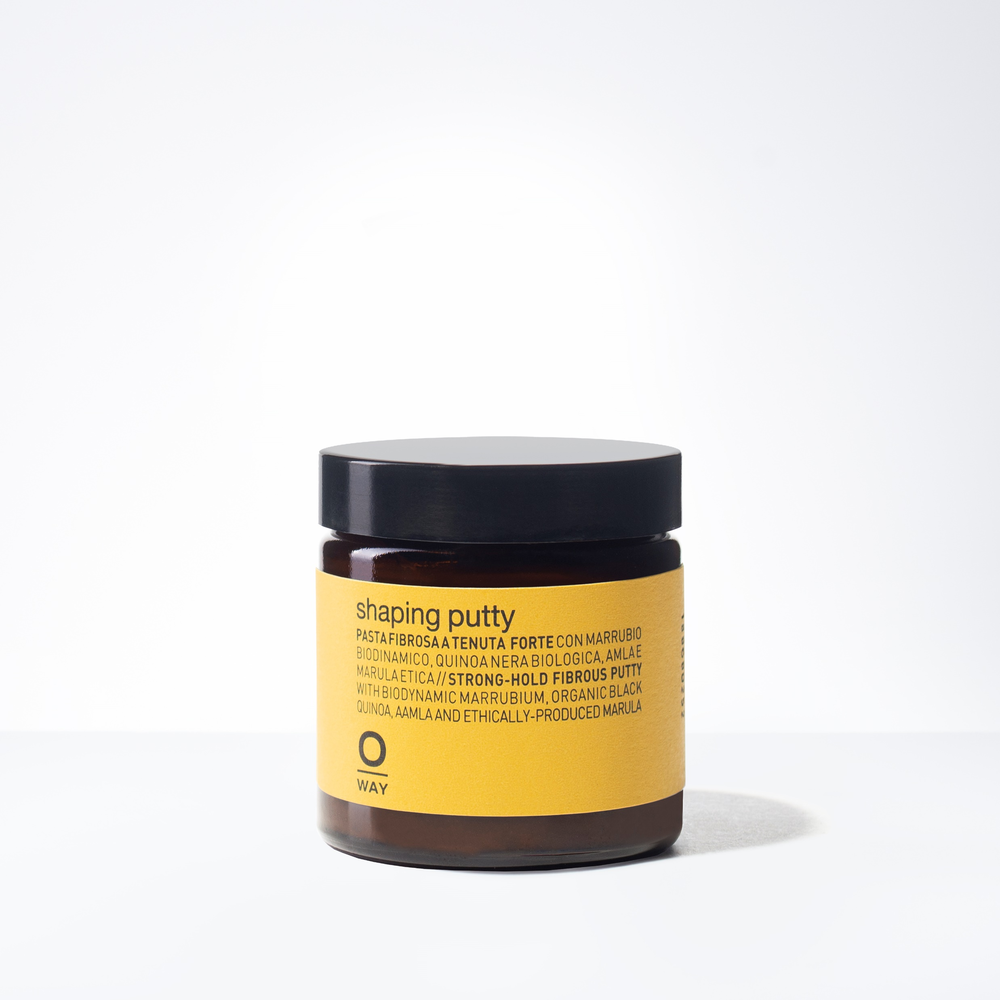 shaping putty
PASTA FIBROSA A TENUTA FORTE CON MARRUBIO
BIODINAMICO, QUINOA NERA BIOLOGICA, AMLA E
MARULA ETICA // STRONG-HOLD FIBROUS PUTTY
WITH BIODYNAMIC MARRUBIUM, ORGANIC BLACK
QUINOA, AAMLA AND ETHICALLY-PRODUCED MARULA
O
WAY